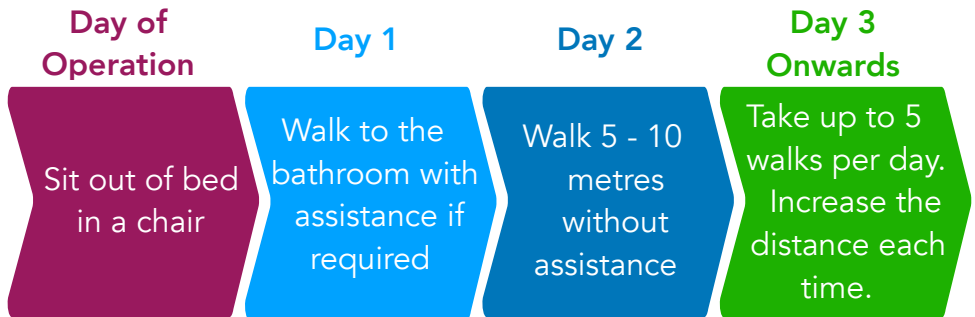 Day of
Operation
Sit out of bed
in a chair
Day 1
Walk to the
bathroom with
assistance if
required
Day 2
Walk 5 - 10
metres
without
assistance
Day 3
Onwards
Take up to 5
walks per day.
Increase the
distance each
time.